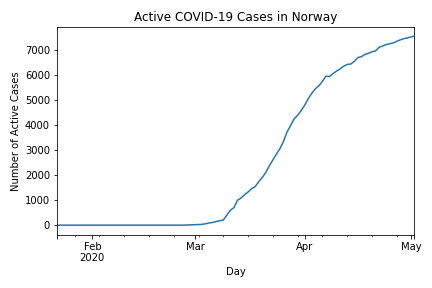 Active COVID-19 Cases in Norway
Number of Active Cases
7000
6000
5000
4000
3000
2000
1000
0
Feb Mar Apr May
2020
Day